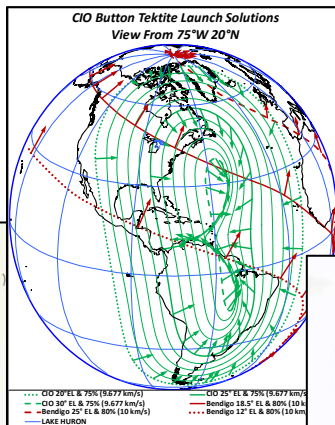 CIO Button Tektite Launch Solutions
View From 75°W 20°N
)
CIO 20°EL & 75% (9.677 km/s)
CIO 25° EL & 75% (9.677 k
CIO 30° EL & 75% (9.677 km/s)
Bendigo 18.5° EL & 80% (10 k
Bendigo 25° EL & 80% (10 km/s)
Bendigo 12° EL & 80% (10 km
LAKE HURON